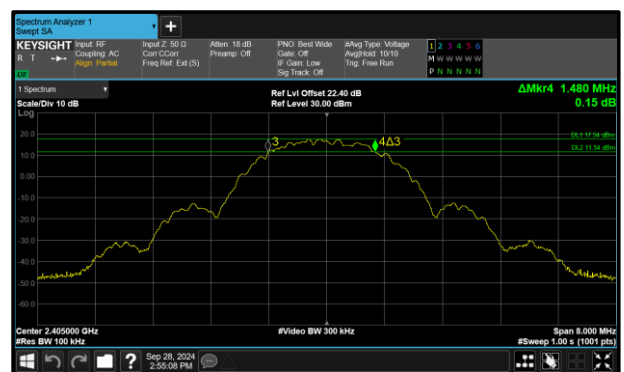 Spectrum Analyzer 1
Swept SA
+
KEYSIGHT Input: RF Input Z: 50 Ω Atten: 18 dB PNO: Best Wide #Avg Type: Voltage 1 2 3 4 5 6
R T Coupling: AC Corr CCorr Preamp: Off Gate: Off Avg|Hold: 10/10 M W W W W W
Align: Partial Freq Ref: Ext (S) IF Gain: Low Trig: Free Run
Sig Track: Off P N N N N N
1 Spectrum Ref Lvl Offset 22.40 dB ΔMkr4 1.480 MHz
Scale/Div 10 dB Ref Level 30.00 dBm 0.15 dB
Log
20.0
DL1 17.54 dBm
3 4Δ3
DL2 11.54 dBm
10.0
0.00
-10.0
-20.0
-30.0
-40.0
-50.0
-60.0
Center 2.405000 GHz #Video BW 300 kHz Span 8.000 MHz
#Res BW 100 kHz #Sweep 1.00 s (1001 pts)
? Sep 28, 2024
2:55:08 PM